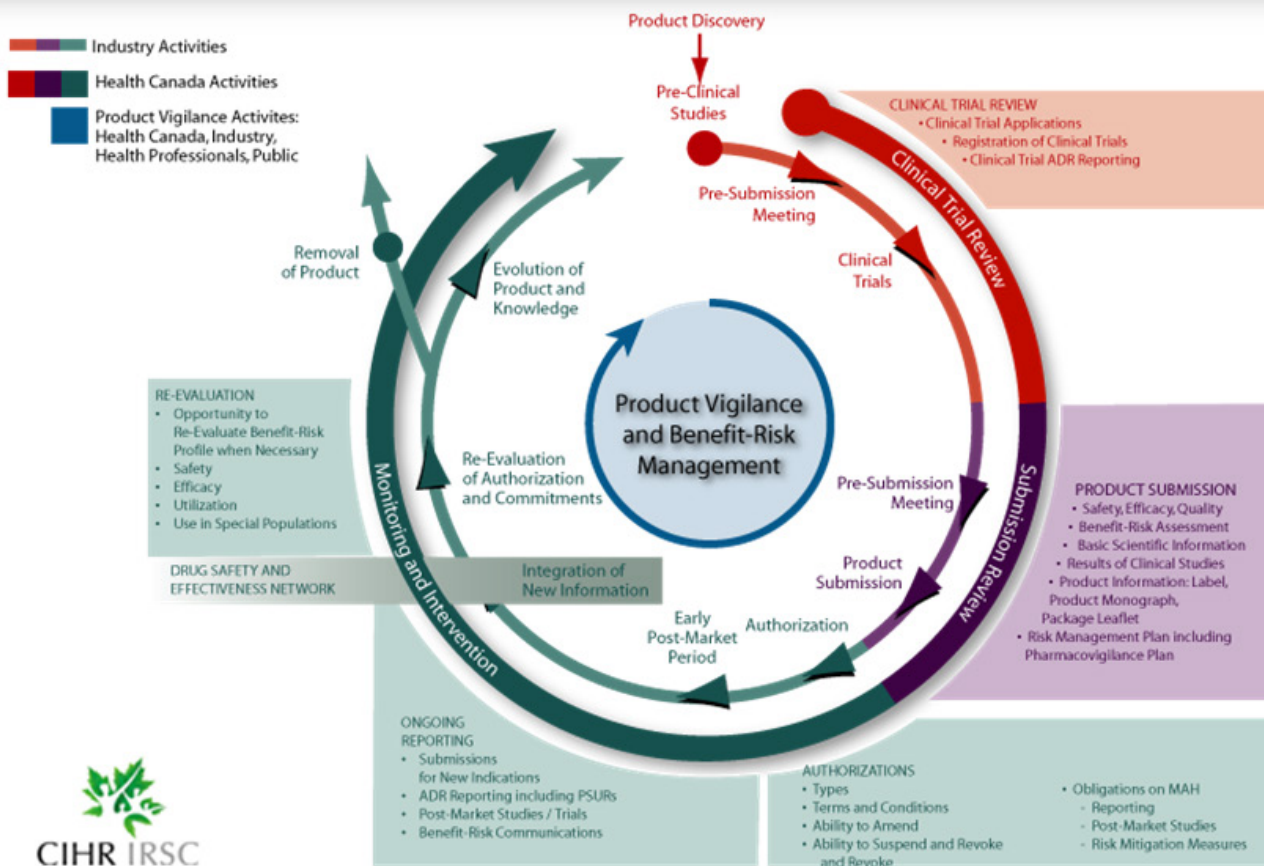 Industry Activities
Health Canada Activities
Product Vigilance Activites:
Health Canada, Industry,
Health Professionals, Public
Product Discovery
Pre-Clinical
Studies
CLINICAL TRIAL REVIEW
• Clinical Trial Applications
• Registration of Clinical Trials
• Clinical Trial ADR Reporting
Clinical Trial Review
Pre-Submission
Meeting
Clinical
Trials
Removal
of Product
Evolution of
Product and
Knowledge
Product Vigilance
and Benefit-Risk
Management
RE-EVALUATION
• Opportunity to
Re-Evaluate Benefit-Risk
Profile when Necessary
• Safety
• Efficacy
• Utilization
• Use in Special Populations
Re-Evaluation
of Authorization
and Commitments
Monitoring and Intervention
Pre-Submission
Meeting
Product
Submission
Submission Review
PRODUCT SUBMISSION
• Safety, Efficacy, Quality
• Benefit-Risk Assessment
• Basic Scientific Information
• Results of Clinical Studies
• Product Information: Label,
Product Monograph,
Package Leaflet
• Risk Management Plan including
Pharmacovigilance Plan
DRUG SAFETY AND
EFFECTIVENESS NETWORK
Integration of
New Information
Early
Post-Market
Period
Authorization
ONGOING
REPORTING
• Submissions
for New Indications
• ADR Reporting including PSURs
• Post-Market Studies / Trials
• Benefit-Risk Communications
AUTHORIZATIONS
• Types
• Terms and Conditions
• Ability to Amend
• Ability to Suspend and Revoke
and Revoke
• Obligations on MAH
- Reporting
- Post-Market Studies
- Risk Mitigation Measures
CIHR IRSC